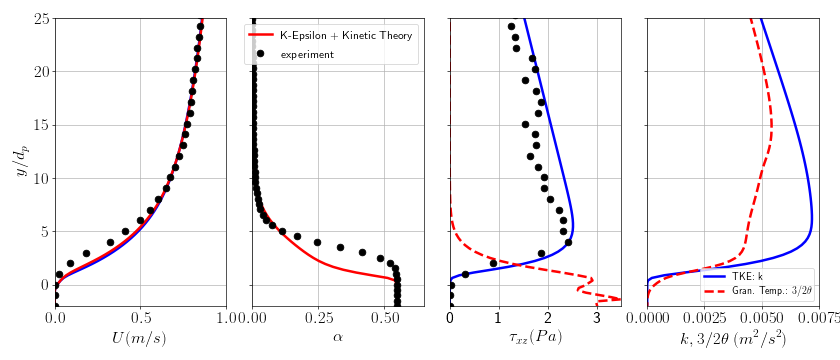 25
20
15
10
5
0
y/d_p
K-Epsilon + Kinetic Theory
experiment
TKE: k
Gran. Temp.: 3/2θ
0.0 0.5 1.0
0.00 0.25 0.50
0 1 2 3
0.0000 0.0025 0.0050 0.0075
U(m/s)
α
τ_xz(Pa)
k, 3/2θ (m²/s²)